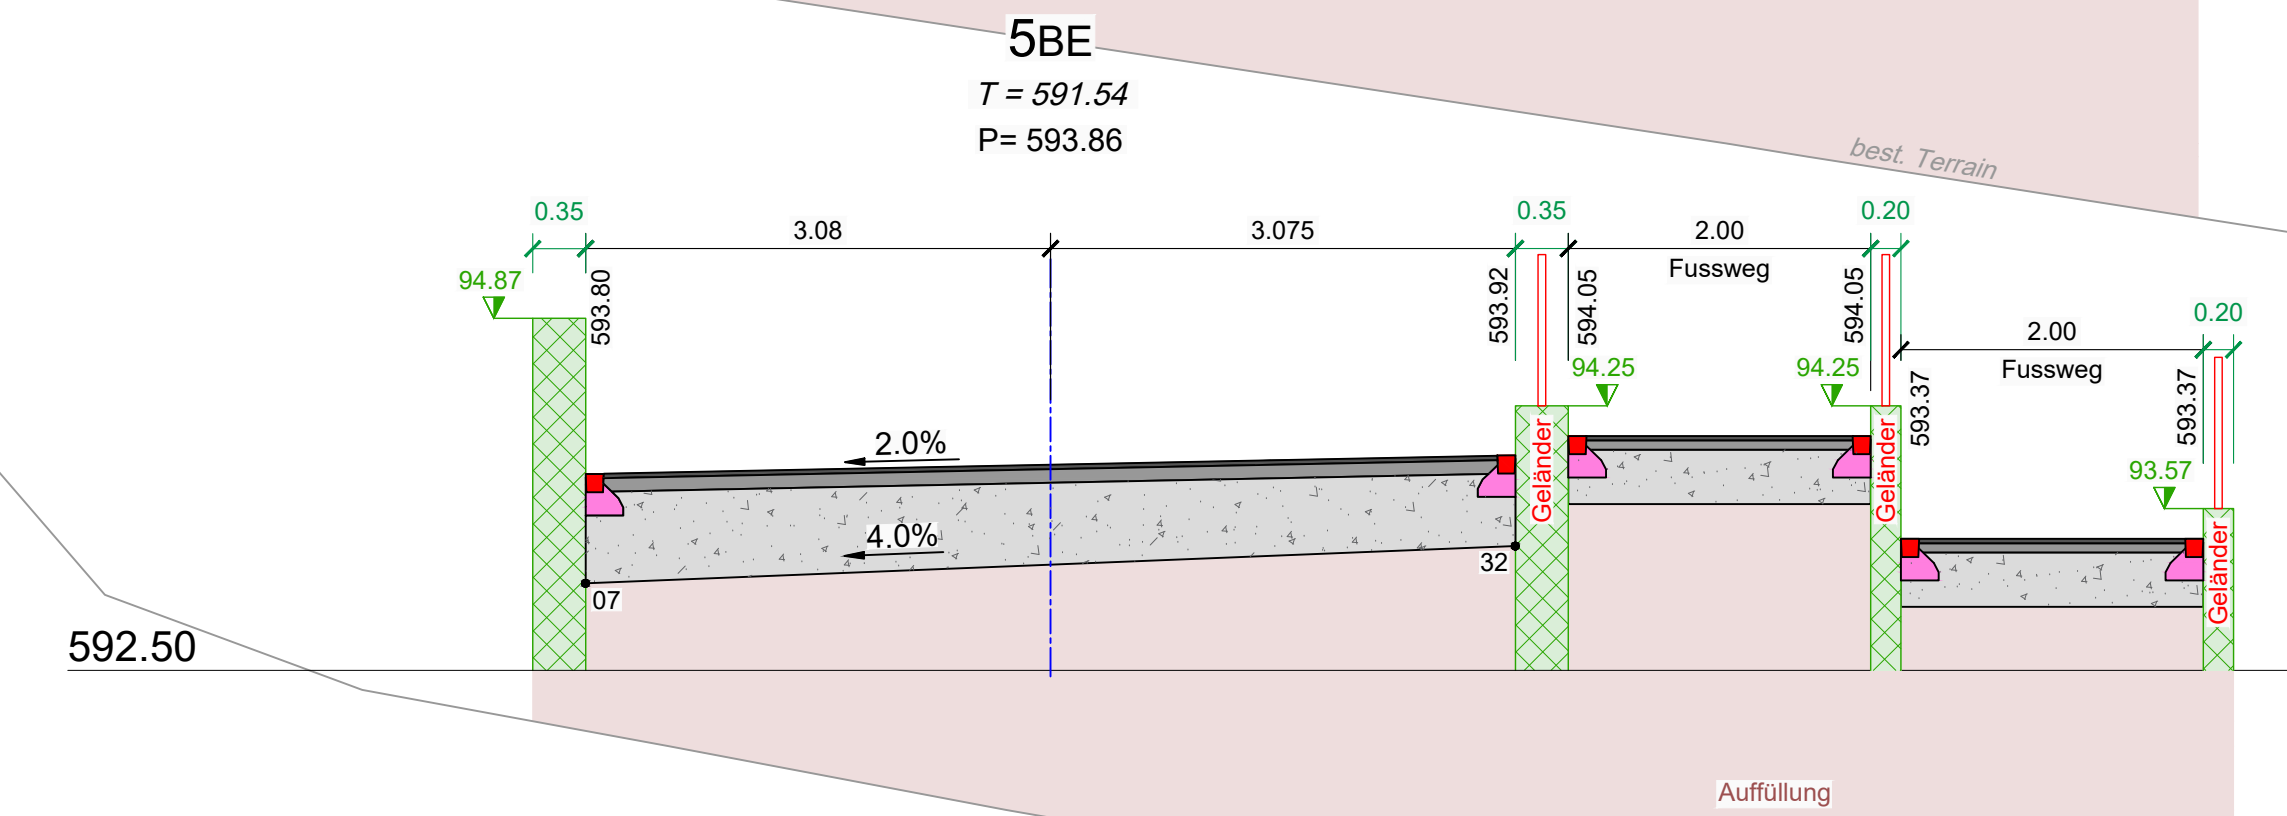 5BE
T = 591.54
P= 593.86
best. Terrain
0.35
3.08
3.075
0.35
2.00
0.20
Fussweg
94.87
593.80
593.92
594.05
594.05
94.25
94.25
0.20
2.00
Fussweg
593.37
593.37
93.57
2.0%
4.0%
Geländer
Geländer
Geländer
07
32
592.50
Auffüllung